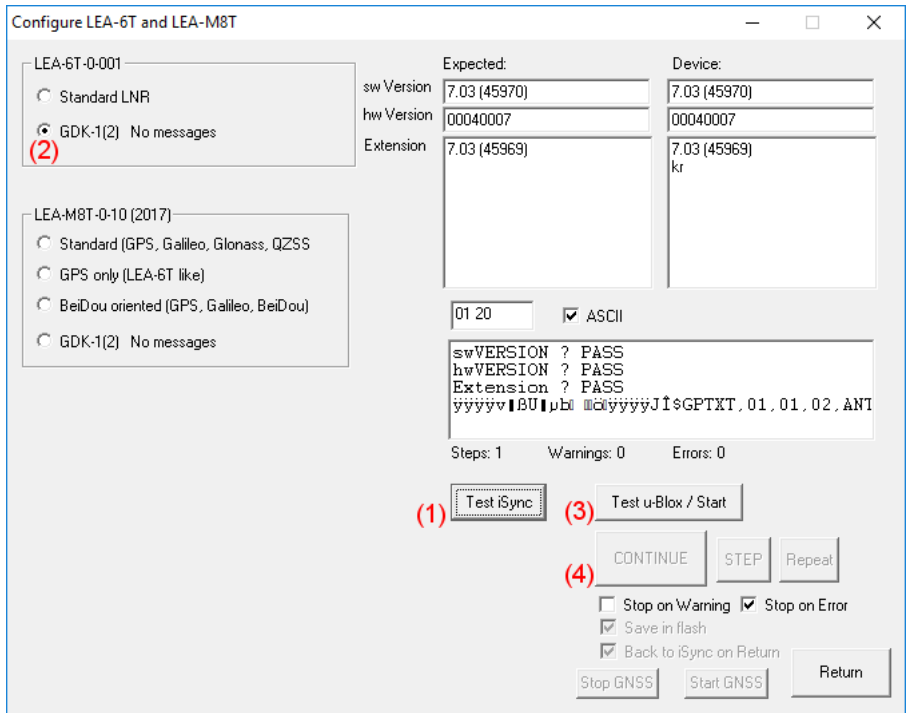 Configure LEA-6T and LEA-M8T
LEA-6T-0-001
Standard LNR
GDK-1(2) No messages
(2)
LEA-M8T-0-10 (2017)
Standard (GPS, Galileo, Glonass, QZSS
GPS only (LEA-6T like)
BeiDou oriented (GPS, Galileo, BeiDou)
GDK-1(2) No messages
Expected:
Device:
sw Version
7.03 (45970)
7.03 (45970)
hw Version
00040007
00040007
Extension
7.03 (45969)
7.03 (45969)
kr
01 20
ASCII
swVERSION ? PASS
hwVERSION ? PASS
Extension ? PASS
$GPTXT,01,01,02,ANT
Steps: 1
Warnings: 0
Errors: 0
(1)
Test iSync
(3)
Test u-Blox / Start
(4)
CONTINUE
STEP
Repeat
Stop on Warning
Stop on Error
Save in flash
Back to iSync on Return
Stop GNSS
Start GNSS
Return